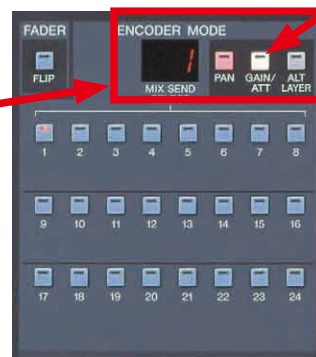 FADER ENCODER MODE
1
FLIP
MIX SEND
PAN GAIN/ATT ALT LAYER
1 2 3 4 5 6 7 8
9 10 11 12 13 14 15 16
17 18 19 20 21 22 23 24